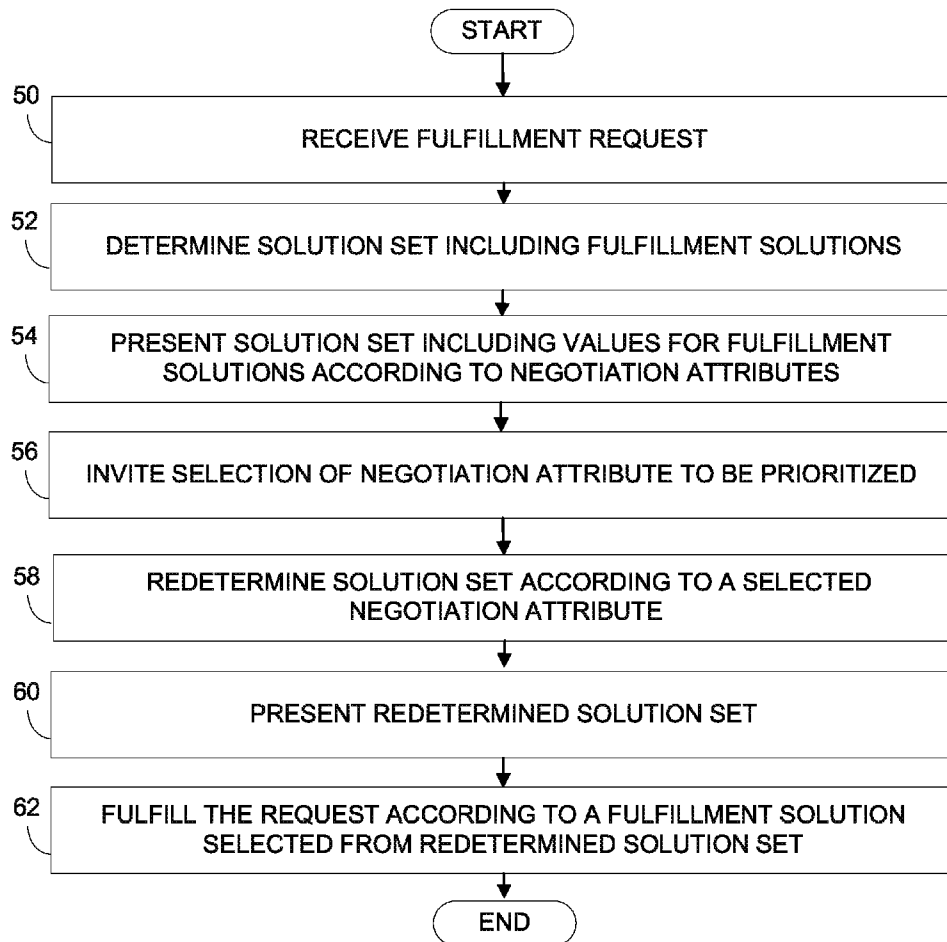 START
50
RECEIVE FULFILLMENT REQUEST
52
DETERMINE SOLUTION SET INCLUDING FULFILLMENT SOLUTIONS
54
PRESENT SOLUTION SET INCLUDING VALUES FOR FULFILLMENT
SOLUTIONS ACCORDING TO NEGOTIATION ATTRIBUTES
56
INVITE SELECTION OF NEGOTIATION ATTRIBUTE TO BE PRIORITIZED
58
REDETERMINE SOLUTION SET ACCORDING TO A SELECTED
NEGOTIATION ATTRIBUTE
60
PRESENT REDETERMINED SOLUTION SET
62
FULFILL THE REQUEST ACCORDING TO A FULFILLMENT SOLUTION
SELECTED FROM REDETERMINED SOLUTION SET
END